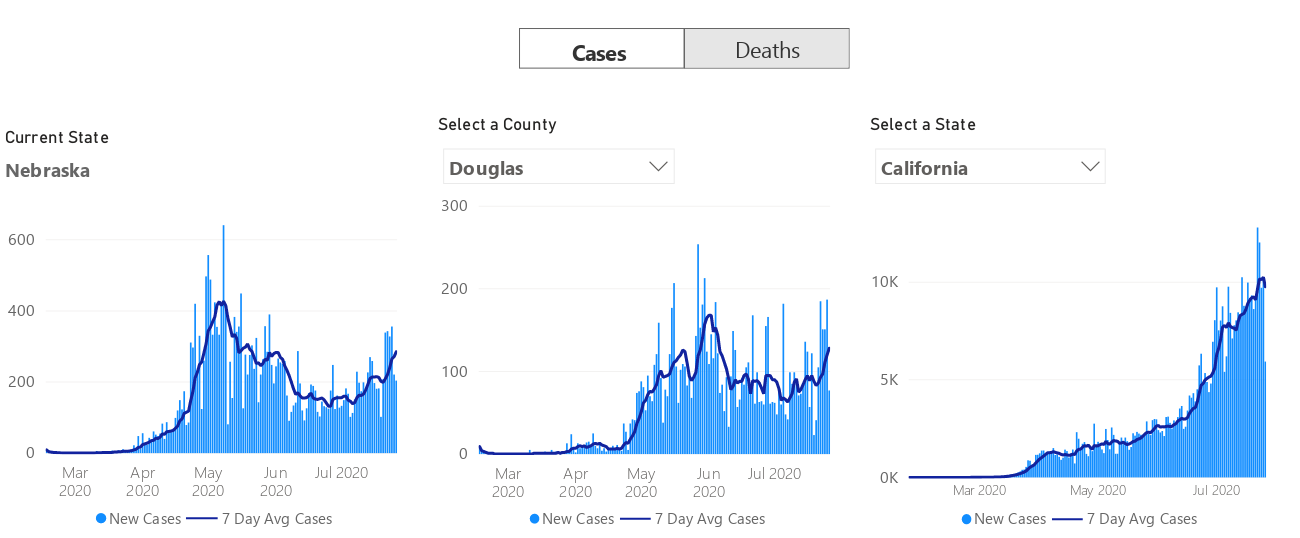 Cases Deaths
Current State
Nebraska
600
400
200
0
Mar Apr May Jun Jul 2020
2020 2020 2020 2020
New Cases 7 Day Avg Cases
Select a County
Douglas
300
200
100
0
Mar Apr May Jun Jul 2020
2020 2020 2020 2020
New Cases 7 Day Avg Cases
Select a State
California
10K
5K
0K
Mar 2020 May 2020 Jul 2020
New Cases 7 Day Avg Cases